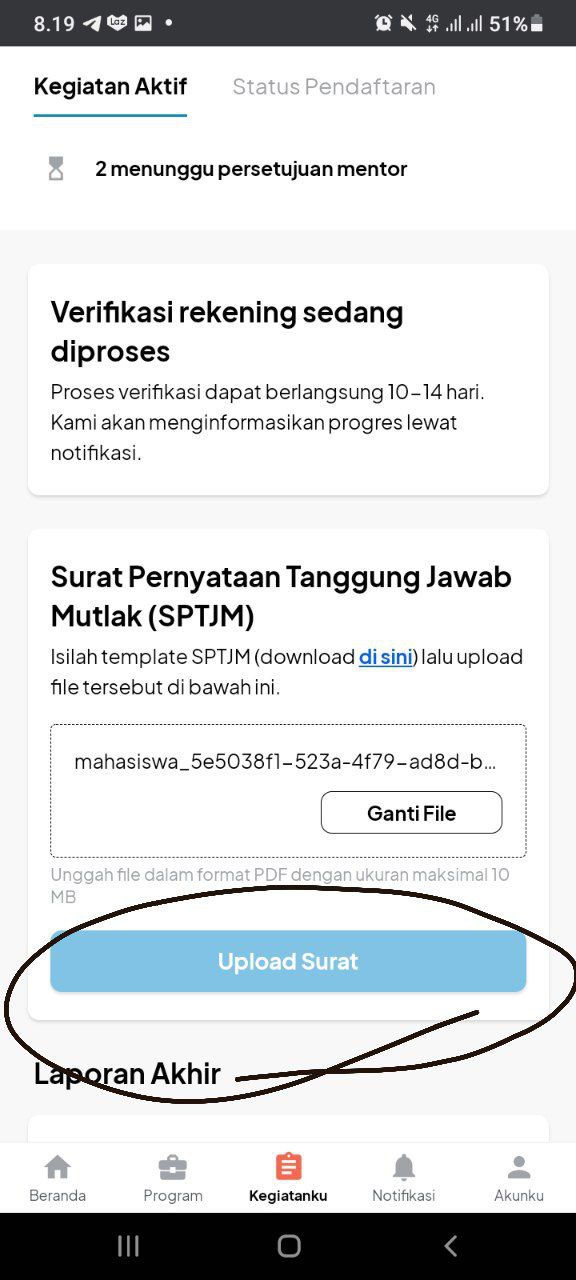 8.19 Laz 4G 51%
Kegiatan Aktif Status Pendaftaran
2 menunggu persetujuan mentor
Verifikasi rekening sedang
diproses
Proses verifikasi dapat berlangsung 10–14 hari.
Kami akan menginformasikan progres lewat
notifikasi.
Surat Pernyataan Tanggung Jawab
Mutlak (SPTJM)
Isilah template SPTJM (download di sini) lalu upload
file tersebut di bawah ini.
mahasiswa_5e5038f1-523a-4f79-ad8d-b...
Ganti File
Unggah file dalam format PDF dengan ukuran maksimal 10
MB
Upload Surat
Laporan Akhir
Beranda Program Kegiatanku Notifikasi Akunku